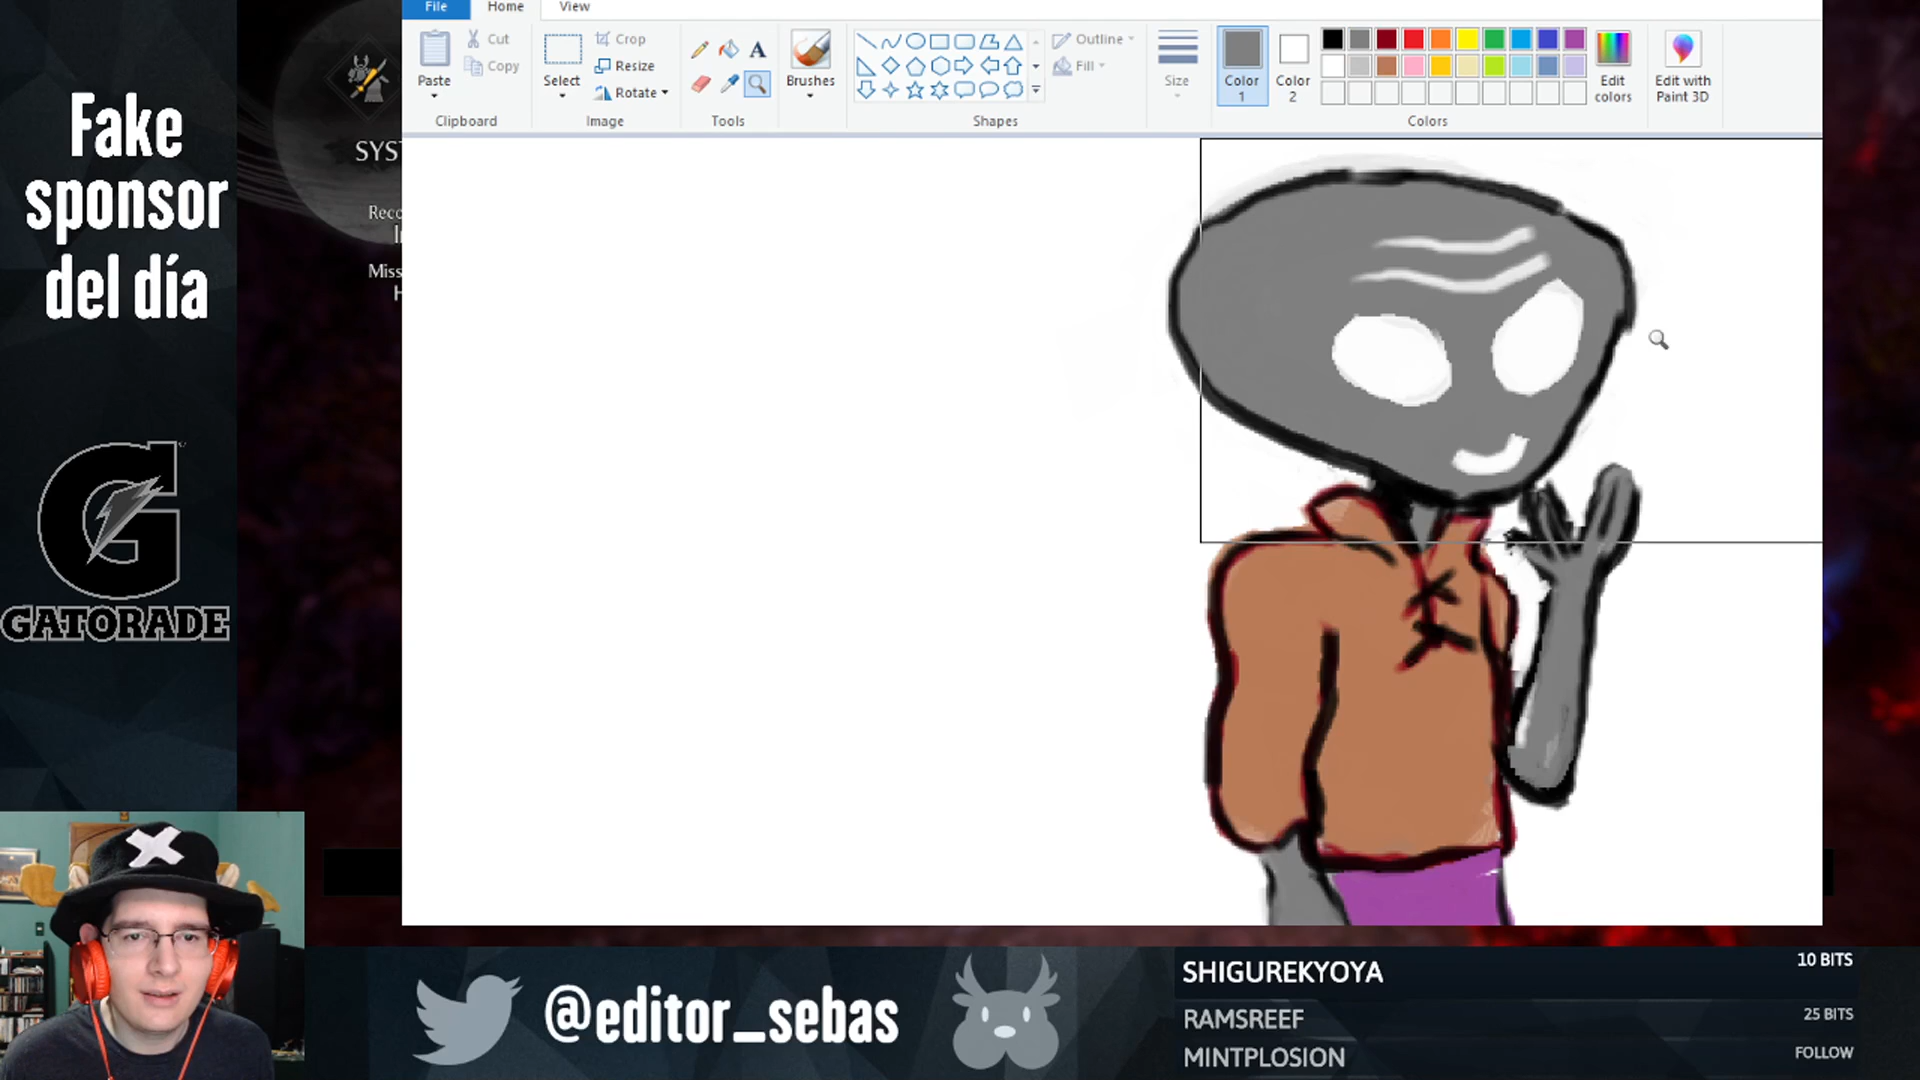 File Home View
Paste
Cut
Copy
Clipboard
Select
Crop
Resize
Rotate
Image
A
Tools
Brushes
Shapes
Outline
Fill
Size
Color
1
Color
2
Edit
colors
Edit with
Paint 3D
Colors
Fake
sponsor
del día
SYST
Reco
I
Miss
H
G
GATORADE
X
@editor_sebas
SHIGUREKYOYA 10 BITS
RAMSREEF 25 BITS
MINTPLOSION FOLLOW